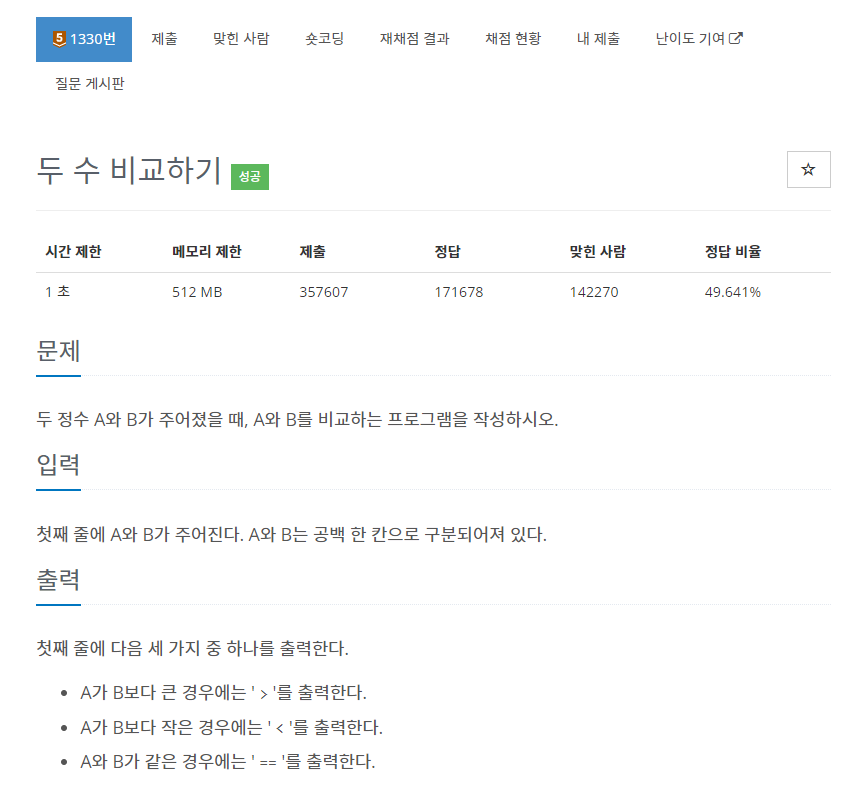 5 1330번 제출 맞힌 사람 숏코딩 재채점 결과 채점 현황 내 제출 난이도 기여
질문 게시판
두 수 비교하기 성공
시간 제한 메모리 제한 제출 정답 맞힌 사람 정답 비율
1 초 512 MB 357607 171678 142270 49.641%
문제
두 정수 A와 B가 주어졌을 때, A와 B를 비교하는 프로그램을 작성하시오.
입력
첫째 줄에 A와 B가 주어진다. A와 B는 공백 한 칸으로 구분되어져 있다.
출력
첫째 줄에 다음 세 가지 중 하나를 출력한다.
• A가 B보다 큰 경우에는 ' > '를 출력한다.
• A가 B보다 작은 경우에는 ' < '를 출력한다.
• A와 B가 같은 경우에는 ' == '를 출력한다.